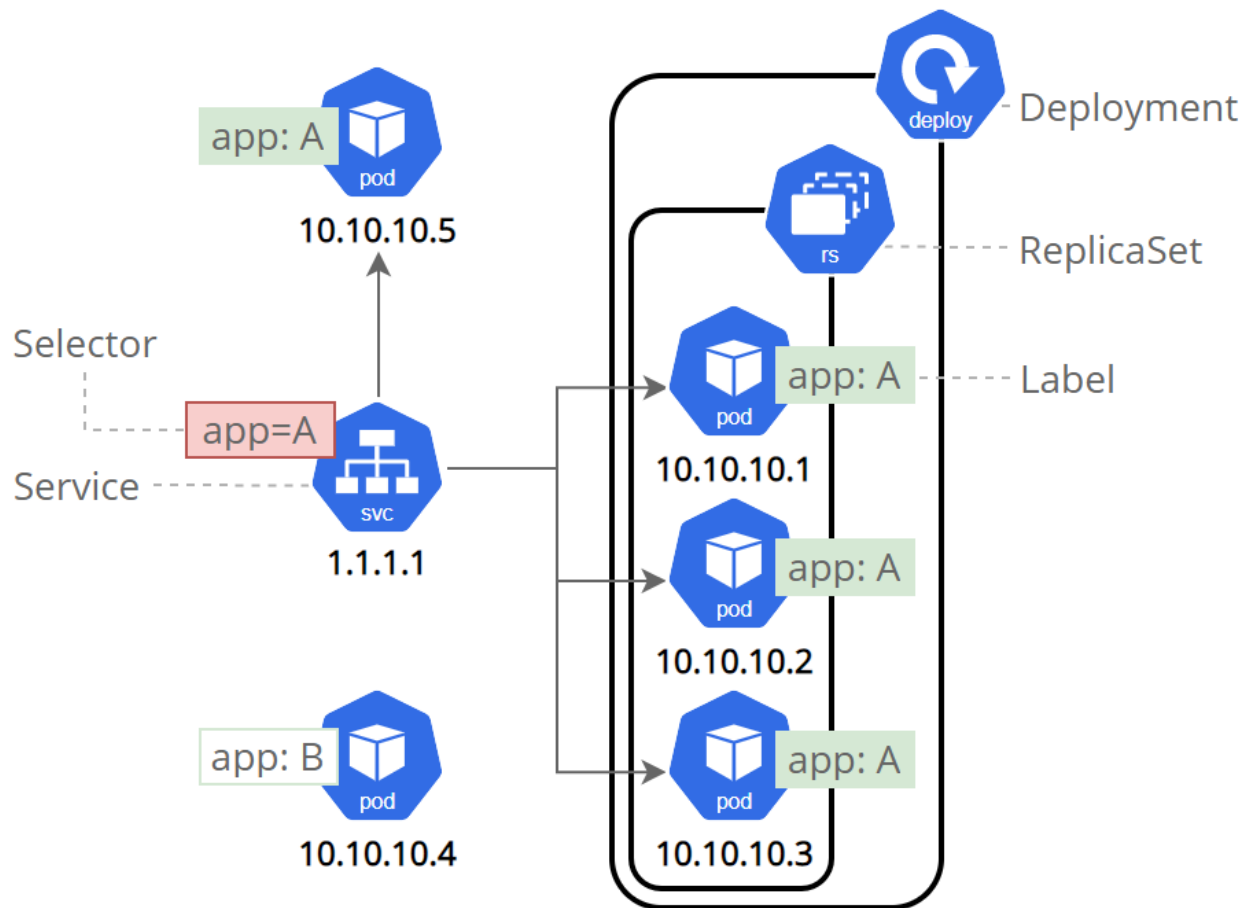 deploy
Deployment
app: A
pod
10.10.10.5
rs
ReplicaSet
Selector
app=A
Service
svc
1.1.1.1
pod
app: A
Label
10.10.10.1
pod
app: A
10.10.10.2
app: B
pod
10.10.10.4
pod
app: A
10.10.10.3